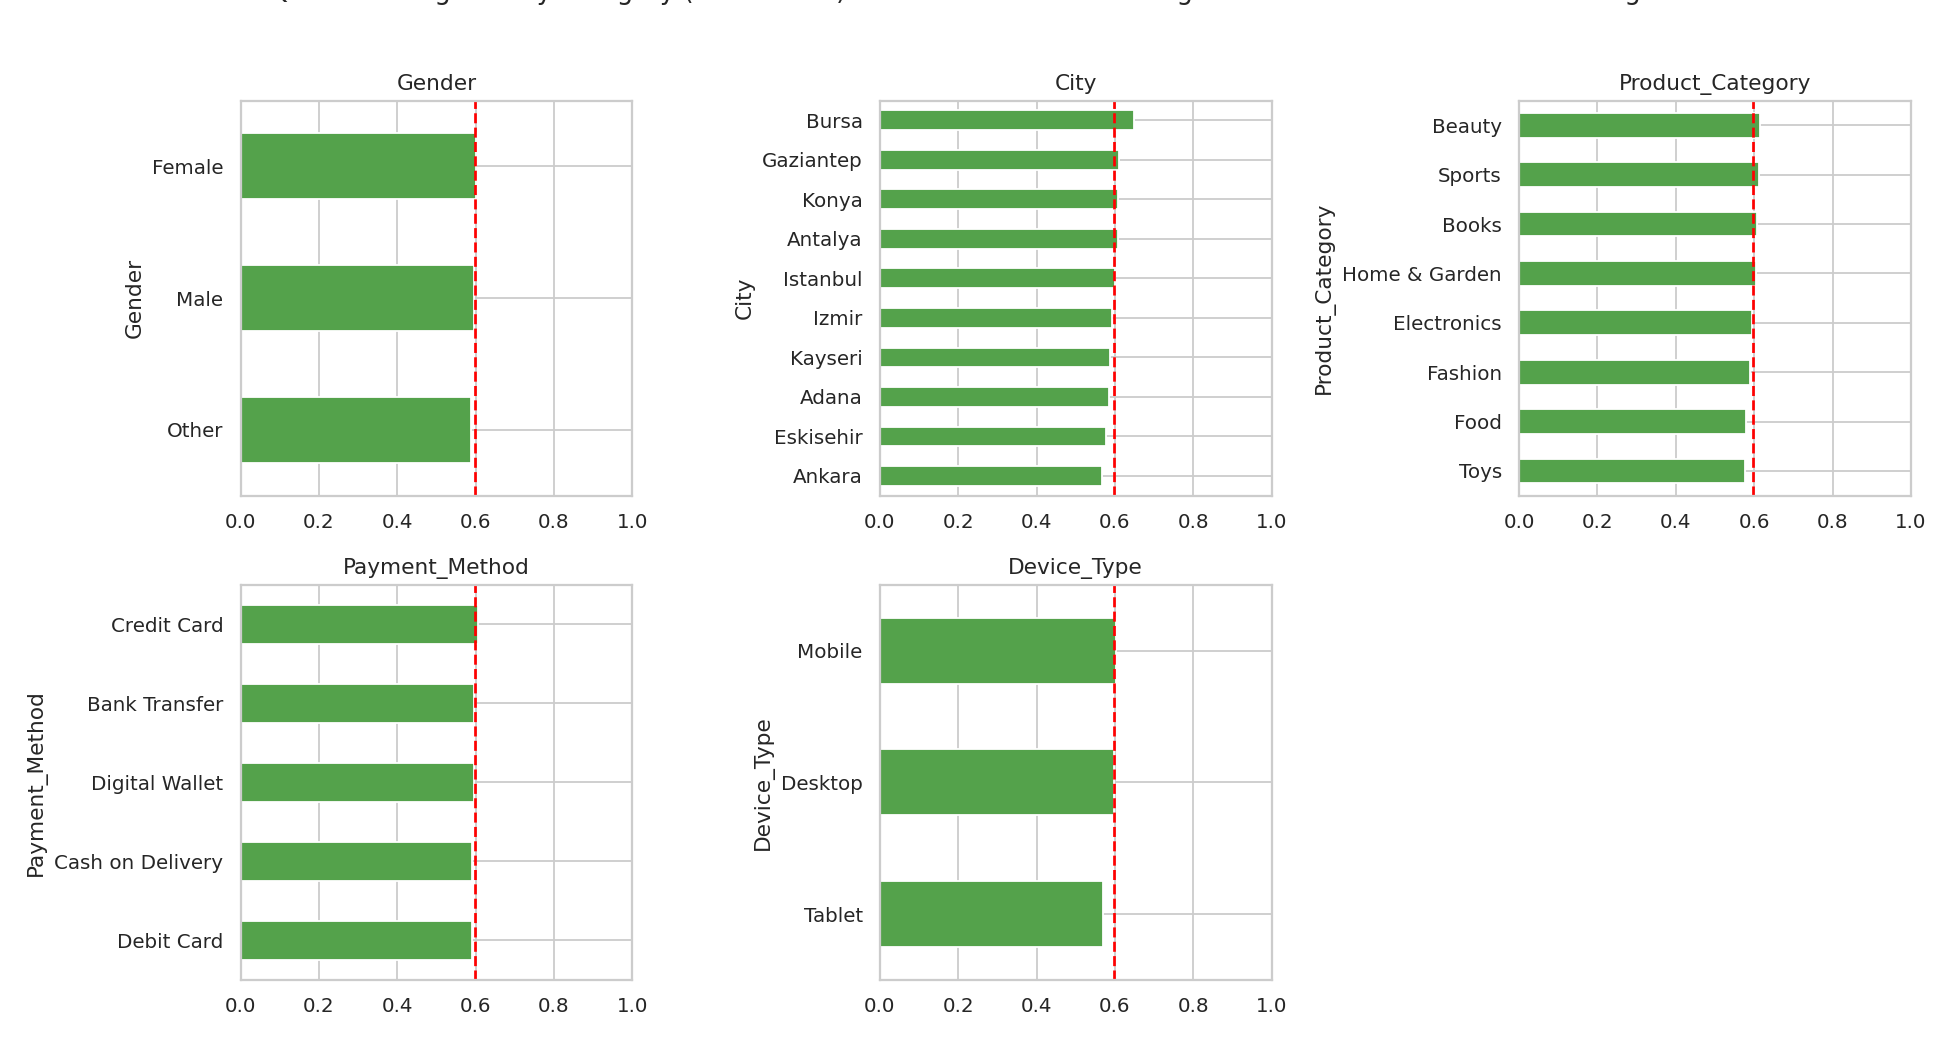 Gender
Gender
Female
Male
Other
0.0 0.2 0.4 0.6 0.8 1.0
City
City
Bursa
Gaziantep
Konya
Antalya
Istanbul
Izmir
Kayseri
Adana
Eskisehir
Ankara
0.0 0.2 0.4 0.6 0.8 1.0
Product_Category
Product_Category
Beauty
Sports
Books
Home & Garden
Electronics
Fashion
Food
Toys
0.0 0.2 0.4 0.6 0.8 1.0
Payment_Method
Payment_Method
Credit Card
Bank Transfer
Digital Wallet
Cash on Delivery
Debit Card
0.0 0.2 0.4 0.6 0.8 1.0
Device_Type
Device_Type
Mobile
Desktop
Tablet
0.0 0.2 0.4 0.6 0.8 1.0